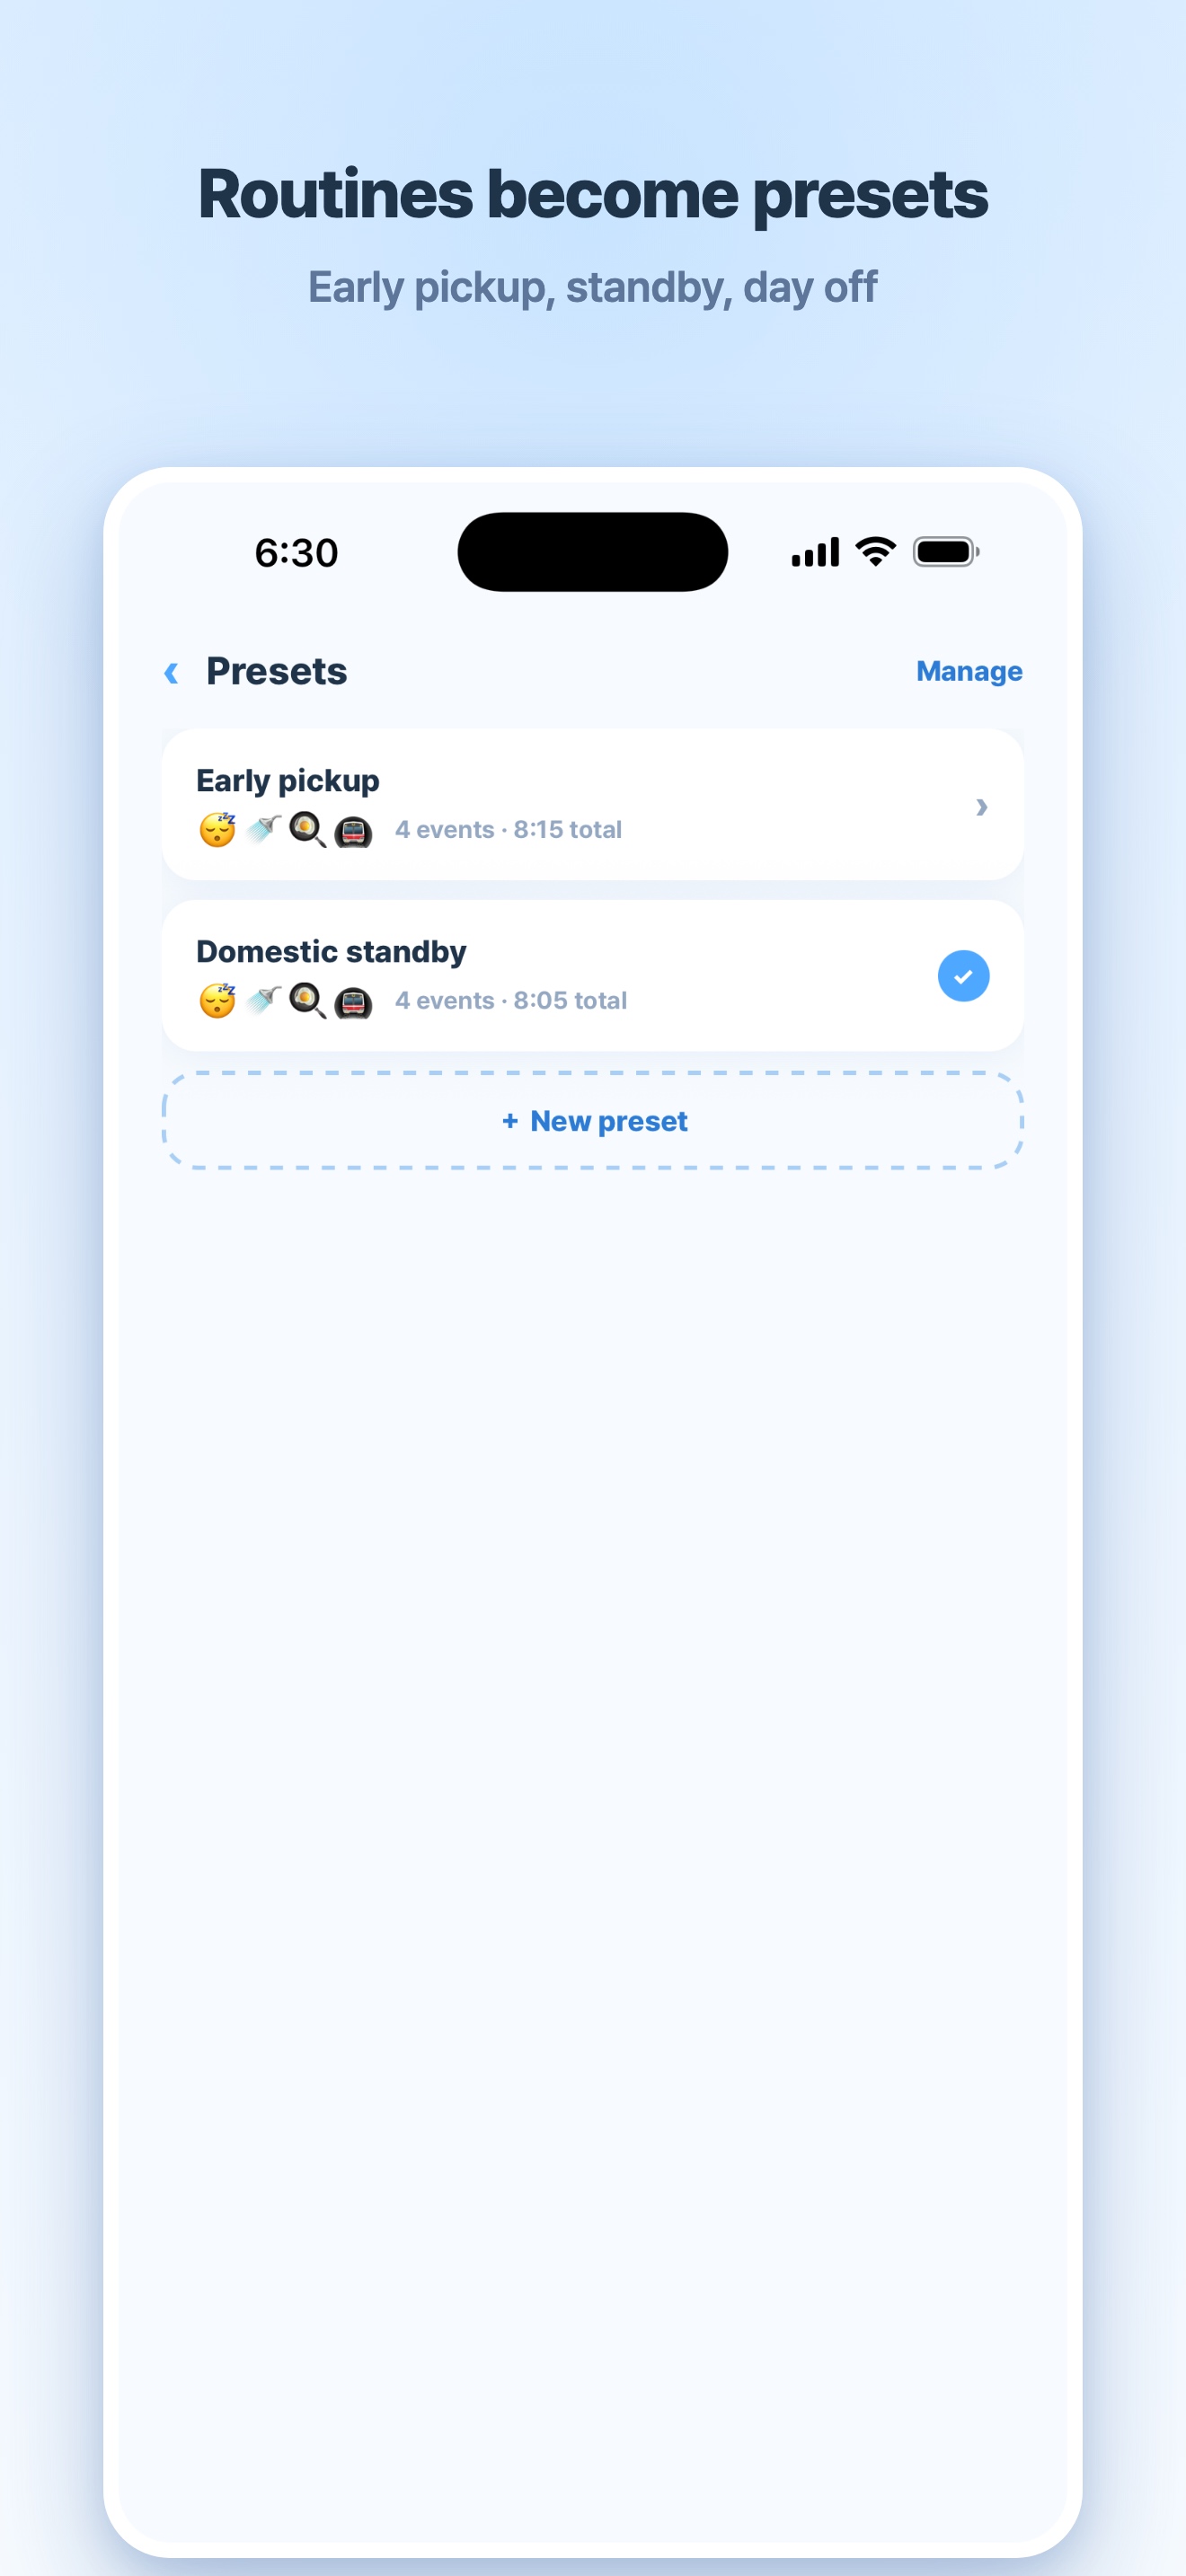 Routines become presets
Early pickup, standby, day off
6:30
‹ Presets
Manage
Early pickup
4 events · 8:15 total
›
Domestic standby
4 events · 8:05 total
+ New preset